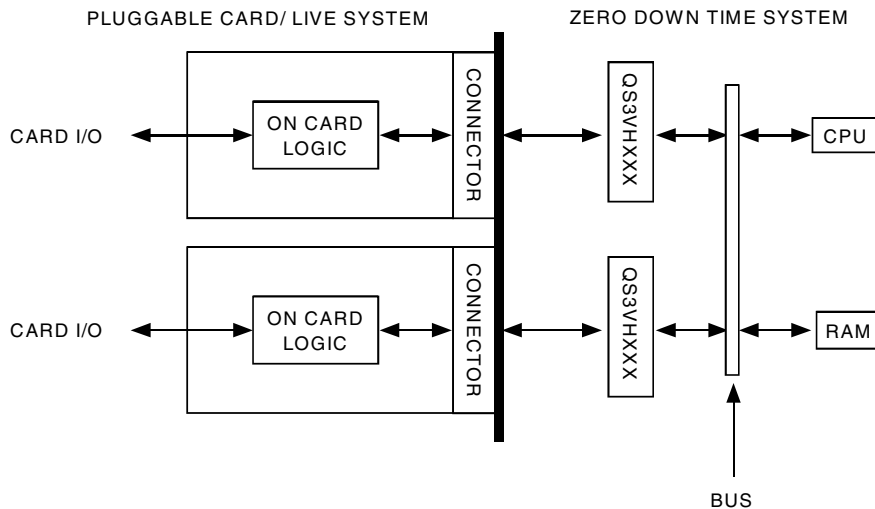 PLUGGABLE CARD/ LIVE SYSTEM
ZERO DOWN TIME SYSTEM
CARD I/O
ON CARD
LOGIC
CONNECTOR
QS3VHXXX
CPU
CARD I/O
ON CARD
LOGIC
CONNECTOR
QS3VHXXX
RAM
BUS